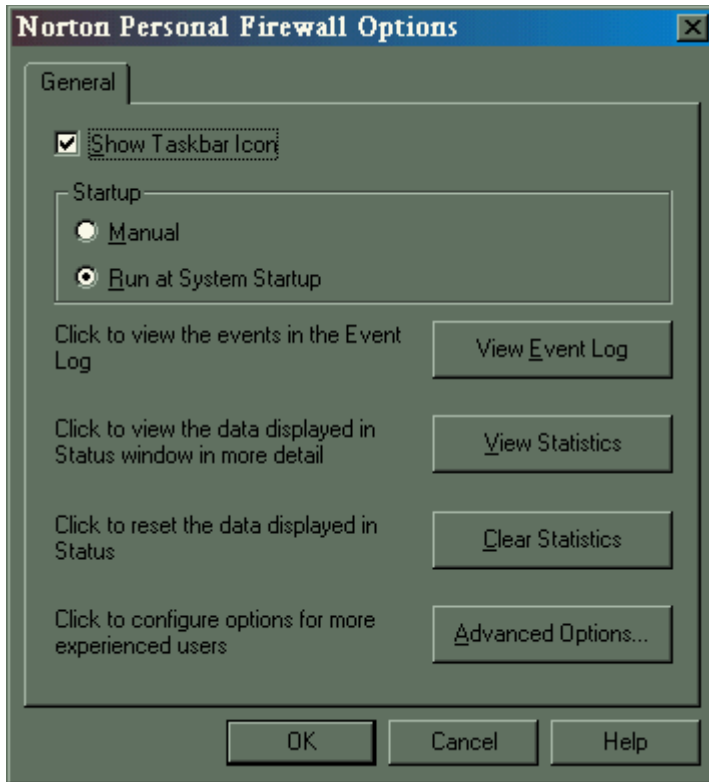 Norton Personal Firewall Options
General
Show Taskbar Icon
Startup
Manual
Run at System Startup
Click to view the events in the Event
Log
View Event Log
Click to view the data displayed in
Status window in more detail
View Statistics
Click to reset the data displayed in
Status
Clear Statistics
Click to configure options for more
experienced users
Advanced Options...
OK
Cancel
Help